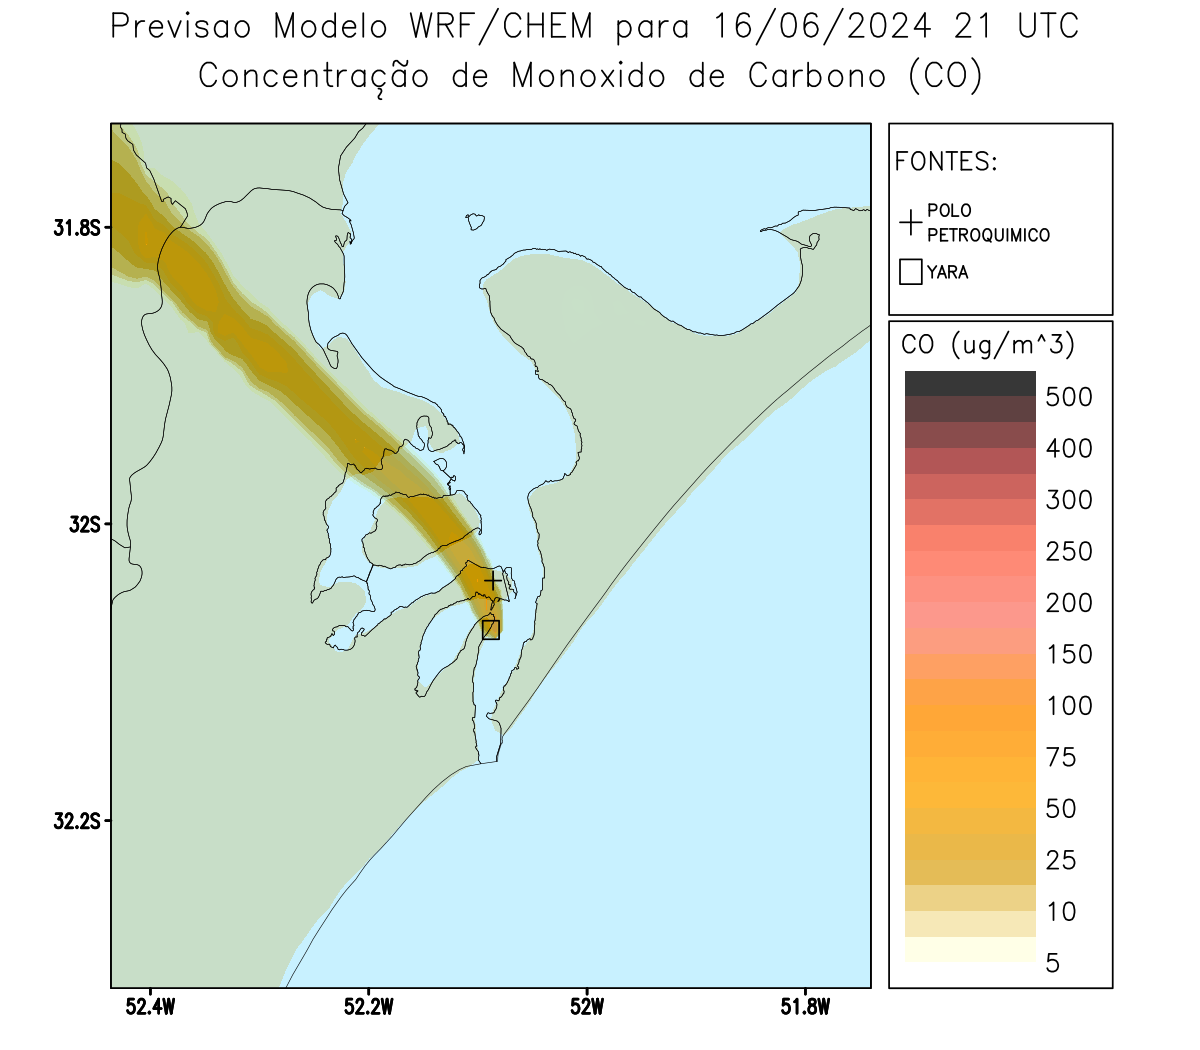 Previsao Modelo WRF/CHEM para 16/06/2024 21 UTC
Concentração de Monoxido de Carbono (CO)
FONTES:
POLO
PETROQUIMICO
YARA
CO (ug/m^3)
500
400
300
250
200
150
100
75
50
25
10
5
31.8S
32S
32.2S
52.4W
52.2W
52W
51.8W